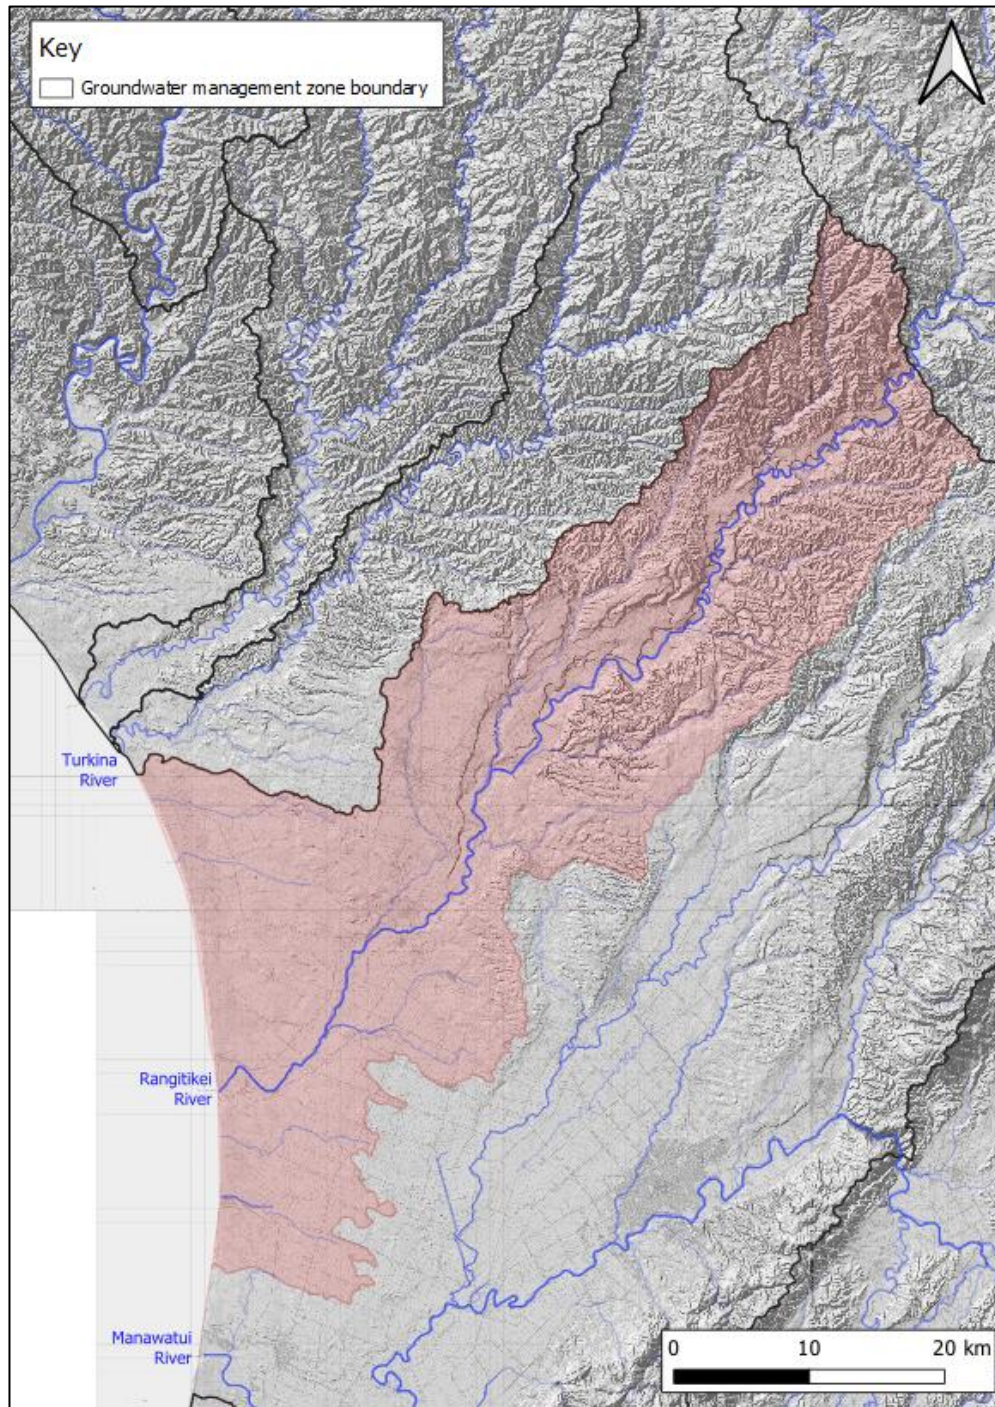 Key
Groundwater management zone boundary
Turkina
River
Rangitikei
River
Manawatui
River
0 10 20 km